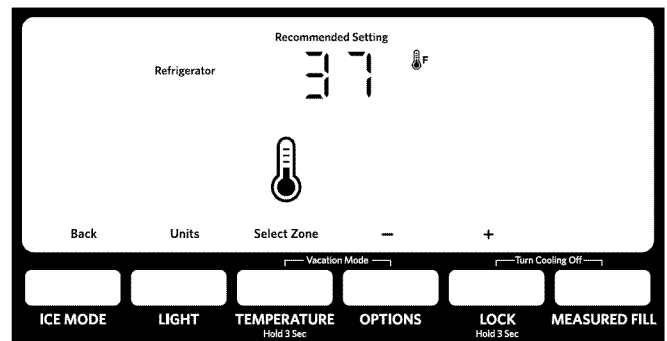 Recommended Setting
Refrigerator 37 F
Back Units Select Zone — +
Vacation Mode Turn Cooling Off
ICE MODE LIGHT TEMPERATURE OPTIONS LOCK MEASURED FILL
Hold 3 Sec Hold 3 Sec